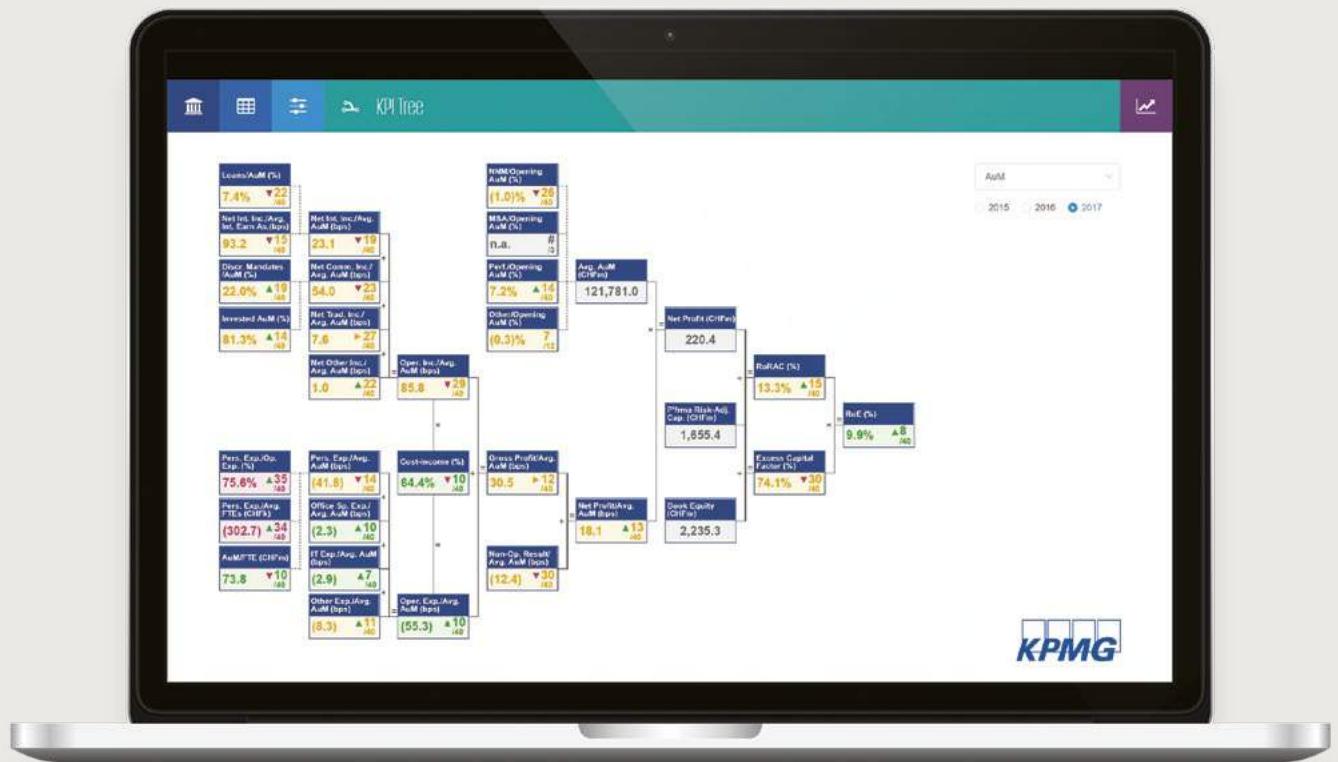 KPI Tree
AuM
2015 2016 2017
Loans/AuM (%)
7.4% ▼22 /40
Net Int. Inc./Avg.
Int. Earn As.(bps)
93.2 ▼15 /40
Discr. Mandates
/AuM (%)
22.0% ▲19 /40
Invested AuM (%)
81.3% ▲14 /40
Net Int. Inc./Avg.
AuM (bps)
23.1 ▼19 /40
Net Comm. Inc./
Avg. AuM (bps)
54.0 ▼23 /40
Net Trad. Inc./
Avg. AuM (bps)
7.6 ►27 /40
Net Other Inc./
Avg. AuM (bps)
1.0 ▲22 /40
Oper. Inc./Avg.
AuM (bps)
85.8 ▼29 /40
NNM/Opening
AuM (%)
(1.0)% ▼26 /40
M&A/Opening
AuM (%)
n.a. # /3
Perf./Opening
AuM (%)
7.2% ▲14 /40
Other/Opening
AuM (%)
(0.3)% 7 /12
Avg. AuM
(CHFm)
121,781.0
Net Profit (CHFm)
220.4
RoRAC (%)
13.3% ▲15 /40
P'frma Risk-Adj.
Cap. (CHFm)
1,655.4
RoE (%)
9.9% ▲8 /40
Pers. Exp./Op.
Exp. (%)
75.6% ▲35 /40
Pers. Exp./Avg.
FTEs (CHFk)
(302.7) ▲34 /40
AuM/FTE (CHFm)
73.8 ▼10 /40
Pers. Exp./Avg.
AuM (bps)
(41.8) ▼14 /40
Office Sp. Exp./
Avg. AuM (bps)
(2.3) ▲10 /40
IT Exp./Avg. AuM
(bps)
(2.9) ▲7 /40
Other Exp./Avg.
AuM (bps)
(8.3) ▲11 /40
Cost-income (%)
64.4% ▼10 /40
Oper. Exp./Avg.
AuM (bps)
(55.3) ▲10 /40
Gross Profit/Avg.
AuM (bps)
30.5 ►12 /40
Non-Op. Result/
Avg. AuM (bps)
(12.4) ▼30 /40
Net Profit/Avg.
AuM (bps)
18.1 ▲13 /40
Book Equity
(CHFm)
2,235.3
Excess Capital
Factor (%)
74.1% ▼30 /40
KPMG